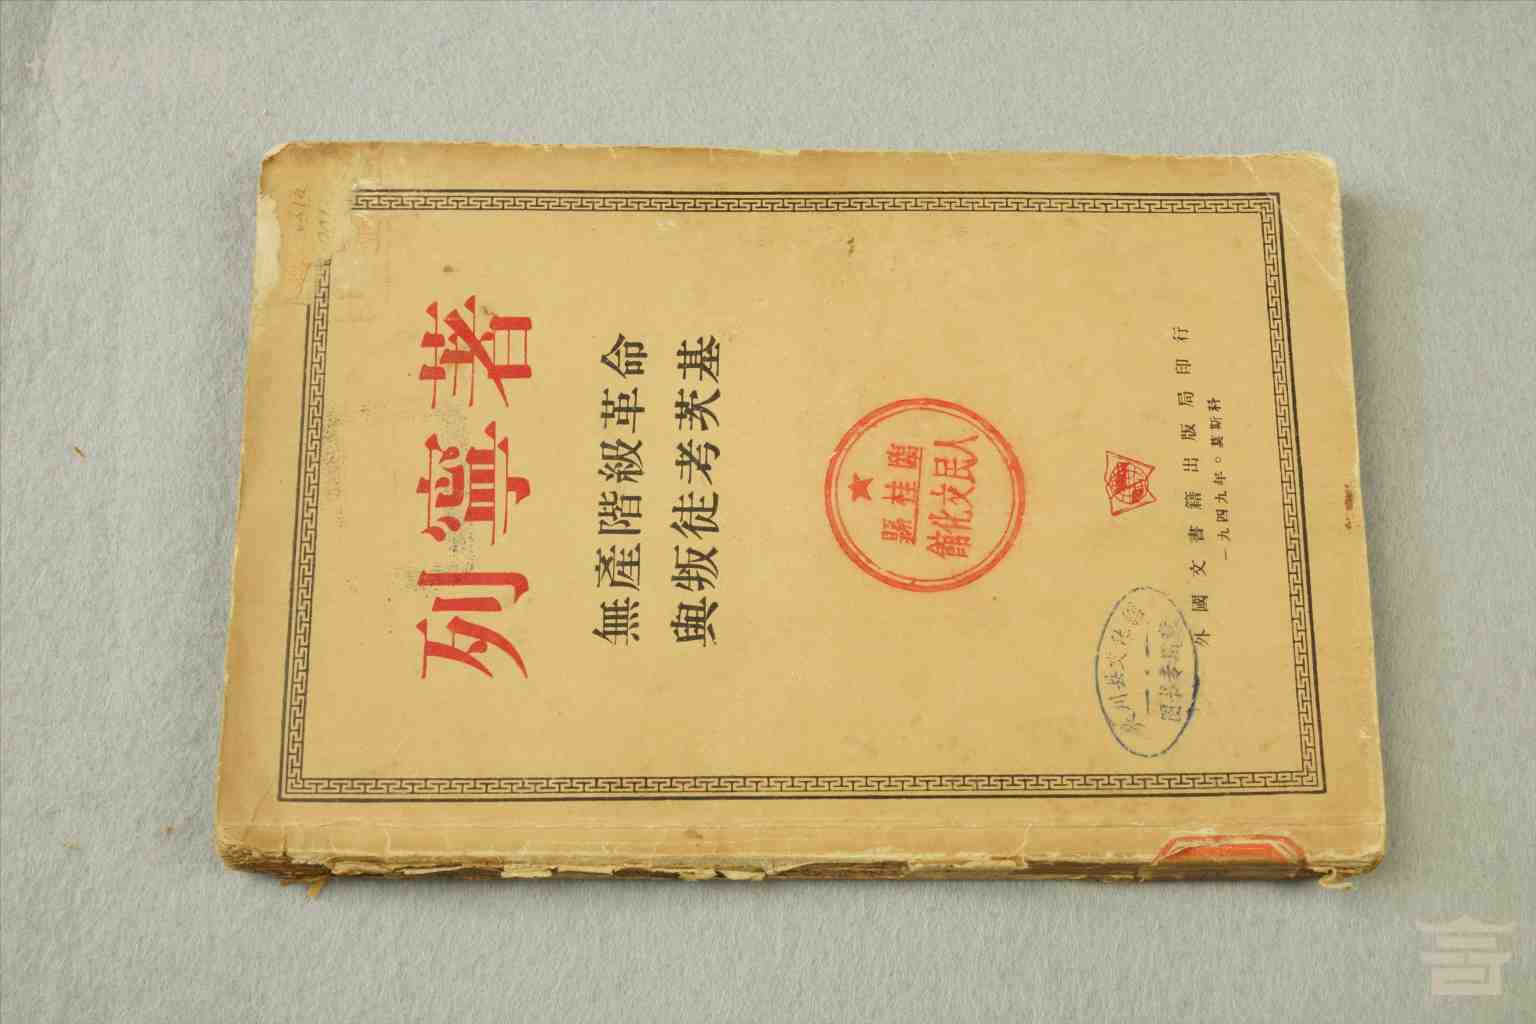 列寧著
無產階級革命
與叛徒考茨基
臨桂縣
人民文化館
外國文書籍出版局印行
一九四九年。莫斯科